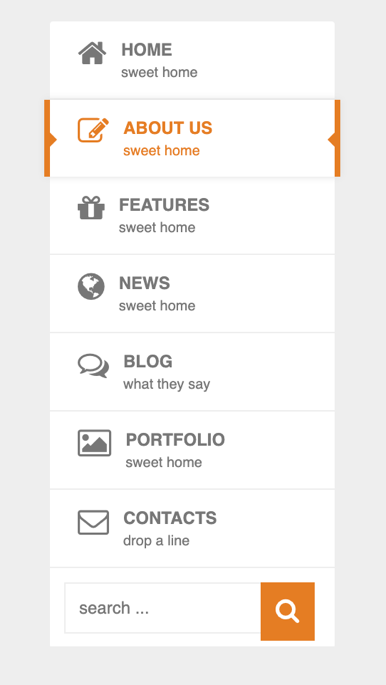 HOME
sweet home
ABOUT US
sweet home
FEATURES
sweet home
NEWS
sweet home
BLOG
what they say
PORTFOLIO
sweet home
CONTACTS
drop a line
search ...